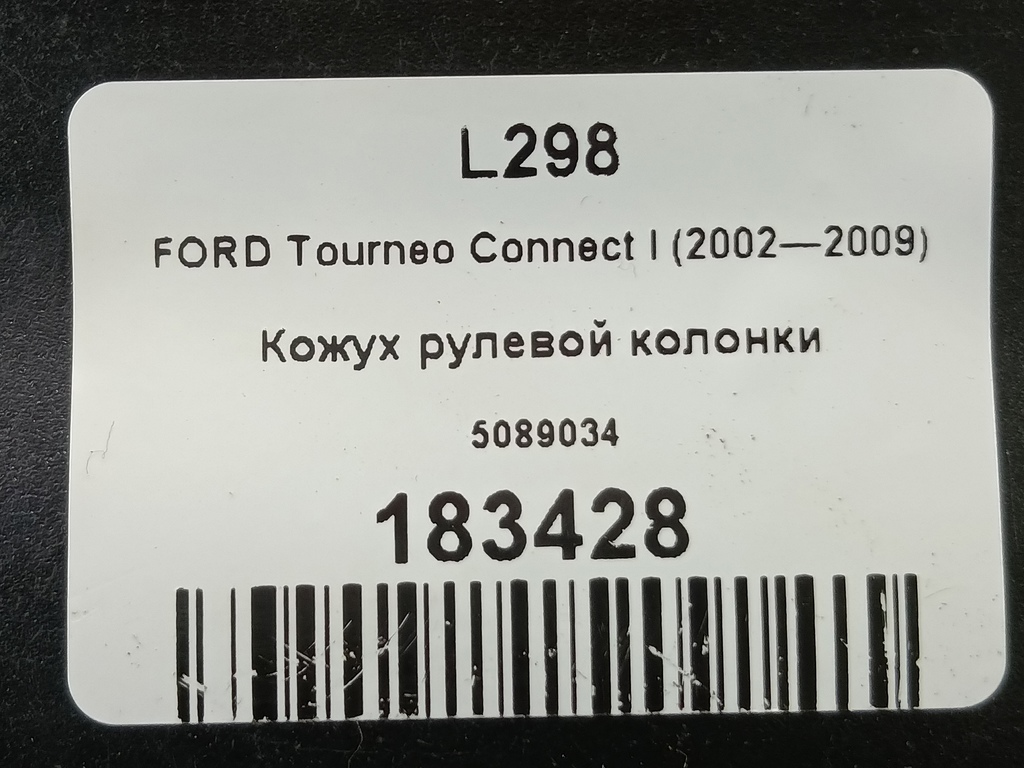 L298
FORD Tourneo Connect I (2002—2009)
Кожух рулевой колонки
5089034
183428